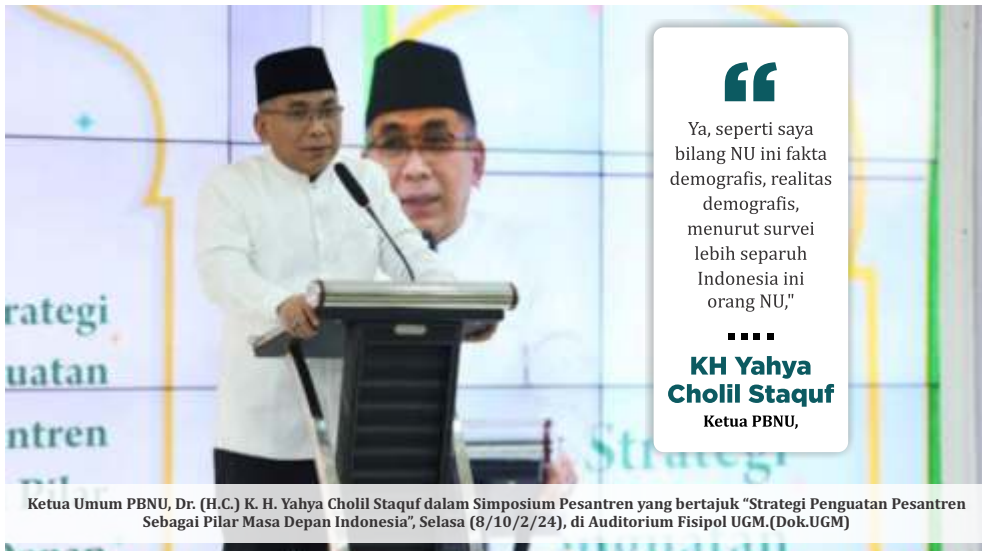 “
Ya, seperti saya
bilang NU ini fakta
demografis, realitas
demografis,
menurut survei
lebih separuh
Indonesia ini
orang NU,"
KH Yahya
Cholil Staquf
Ketua PBNU,
rategi
uatan
ntren
Pilar
Strategi
Ketua Umum PBNU, Dr. (H.C.) K. H. Yahya Cholil Staquf dalam Simposium Pesantren yang bertajuk “Strategi Penguatan Pesantren
Sebagai Pilar Masa Depan Indonesia”, Selasa (8/10/2/24), di Auditorium Fisipol UGM.(Dok.UGM)